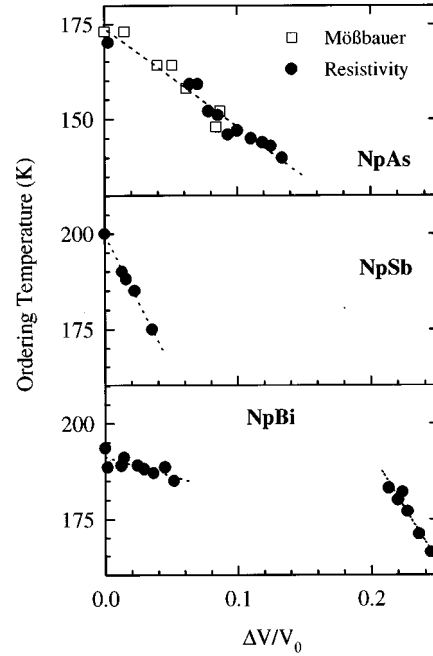 175
□ Mößbauer
● Resistivity
150
NpAs
Ordering Temperature (K)
200
NpSb
175
NpBi
200
175
0.0 0.1 0.2
ΔV/V₀